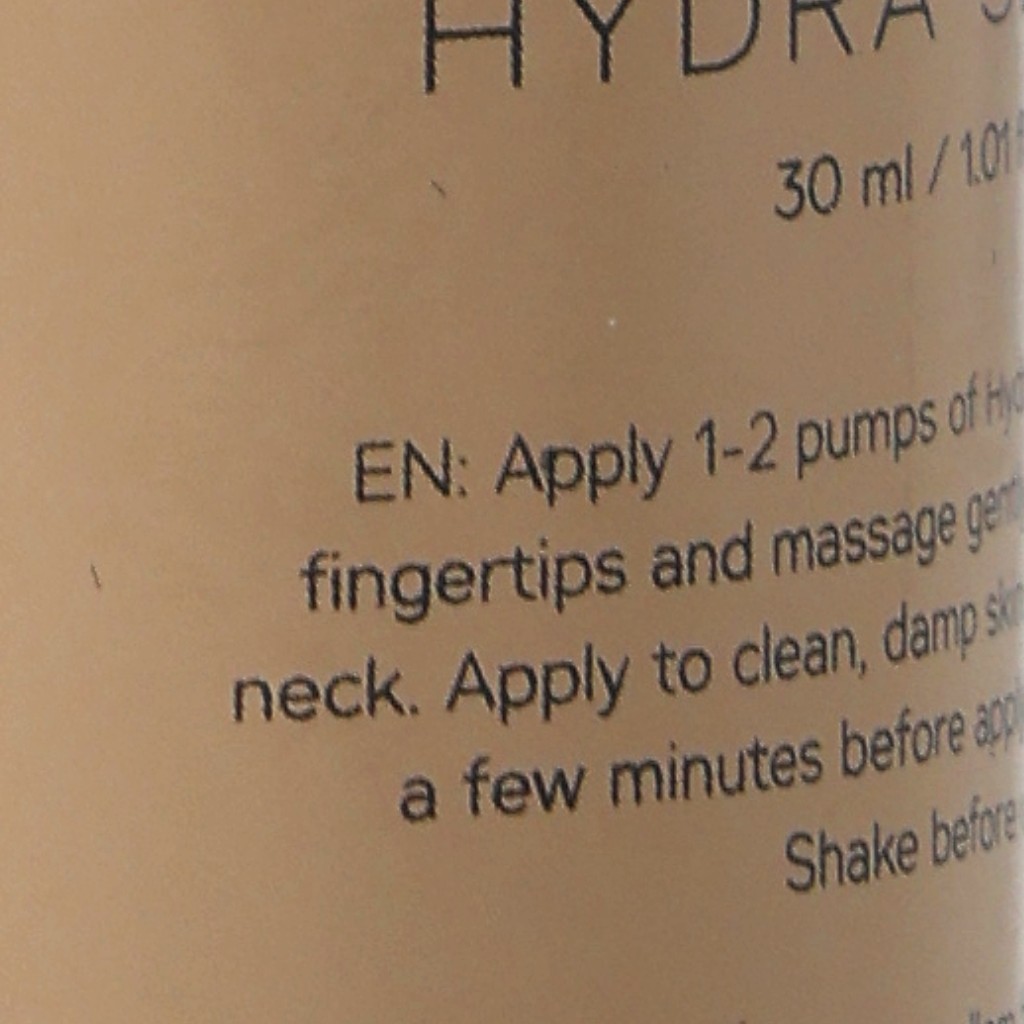 HYDRA
30 ml / 1.01
EN: Apply 1-2 pumps of
fingertips and massage
neck. Apply to clean, damp
a few minutes before
Shake before